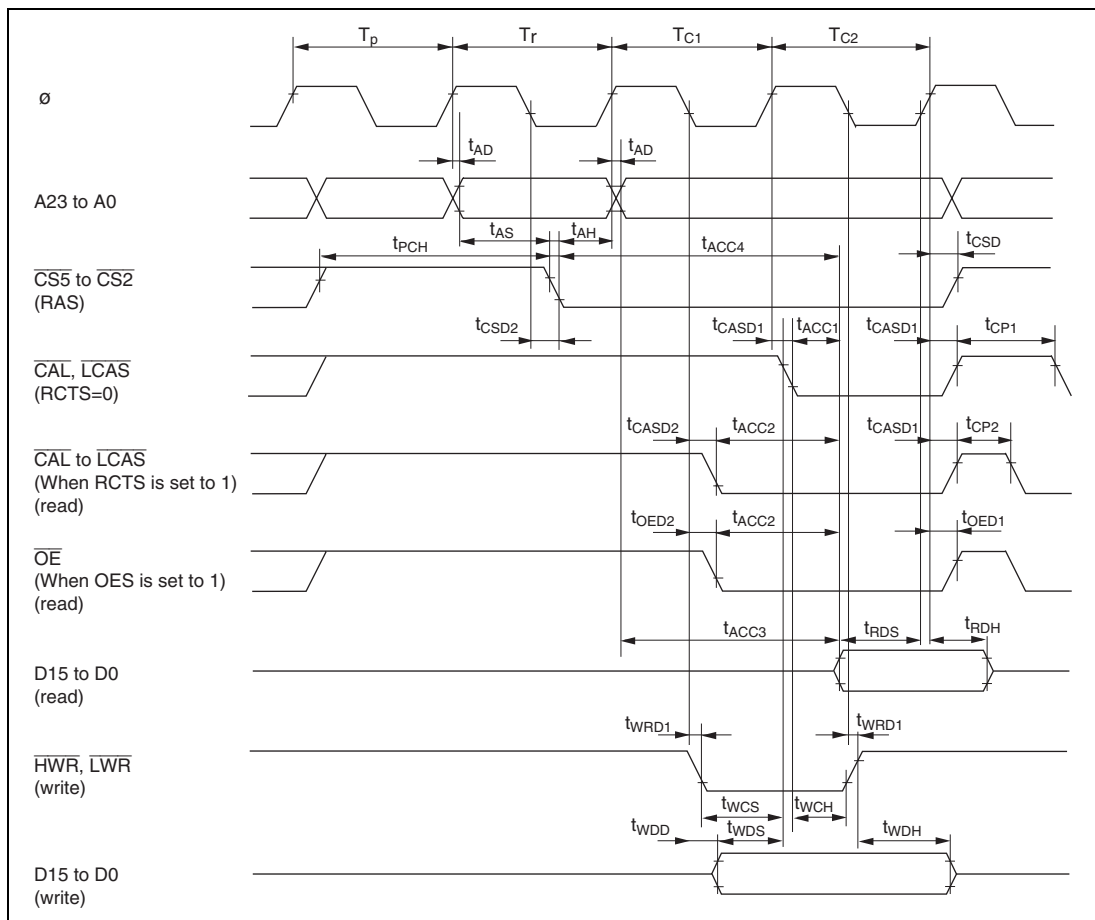 Tp Tr TC1 TC2
ø
tAD tAD
A23 to A0
tAS tAH
tPCH tACC4 tCSD
CS5 to CS2
(RAS)
tCSD2 tCASD1 tACC1 tCASD1 tCP1
CAL, LCAS
(RCTS=0)
tCASD2 tACC2 tCASD1 tCP2
CAL to LCAS
(When RCTS is set to 1)
(read)
tOED2 tACC2 tOED1
OE
(When OES is set to 1)
(read)
tACC3 tRDS tRDH
D15 to D0
(read)
tWRD1 tWRD1
HWR, LWR
(write)
tWCS tWCH
tWDD tWDS tWDH
D15 to D0
(write)